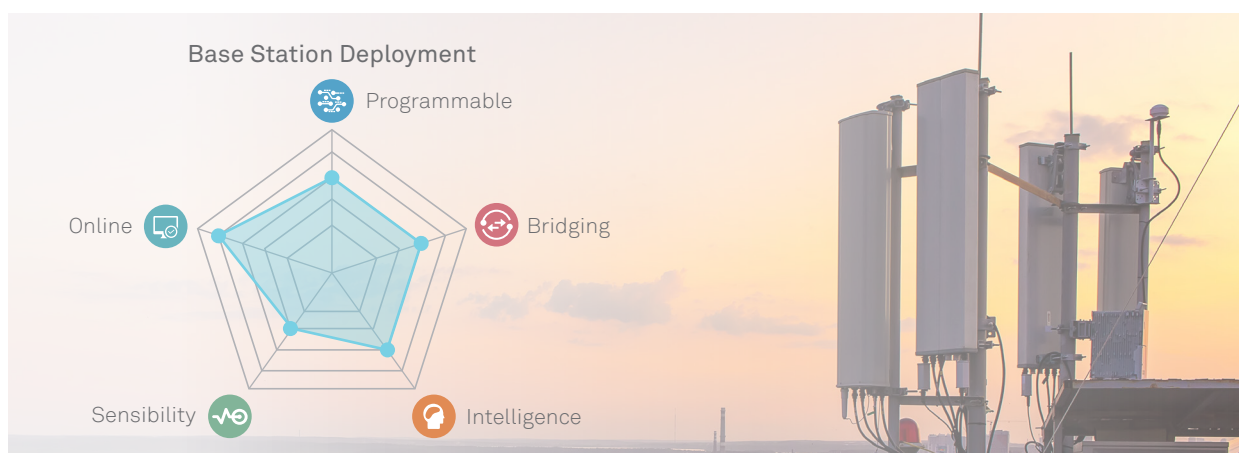 Base Station Deployment
Programmable
Online
Bridging
Sensibility
Intelligence